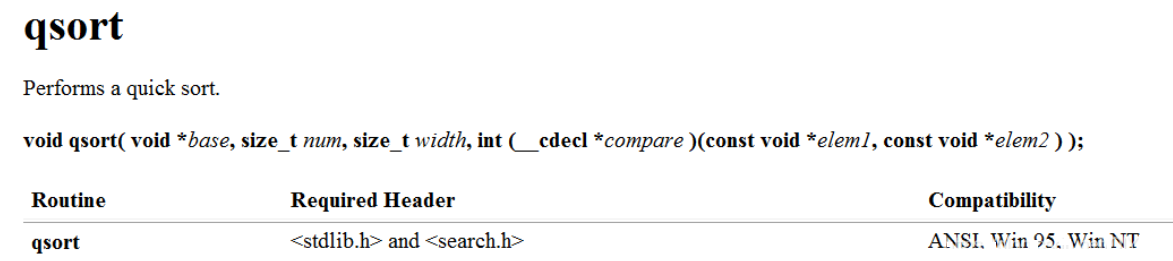 qsort
Performs a quick sort.
void qsort( void *base, size_t num, size_t width, int (__cdecl *compare )(const void *elem1, const void *elem2 ) );
Routine Required Header Compatibility
qsort <stdlib.h> and <search.h> ANSI, Win 95, Win NT